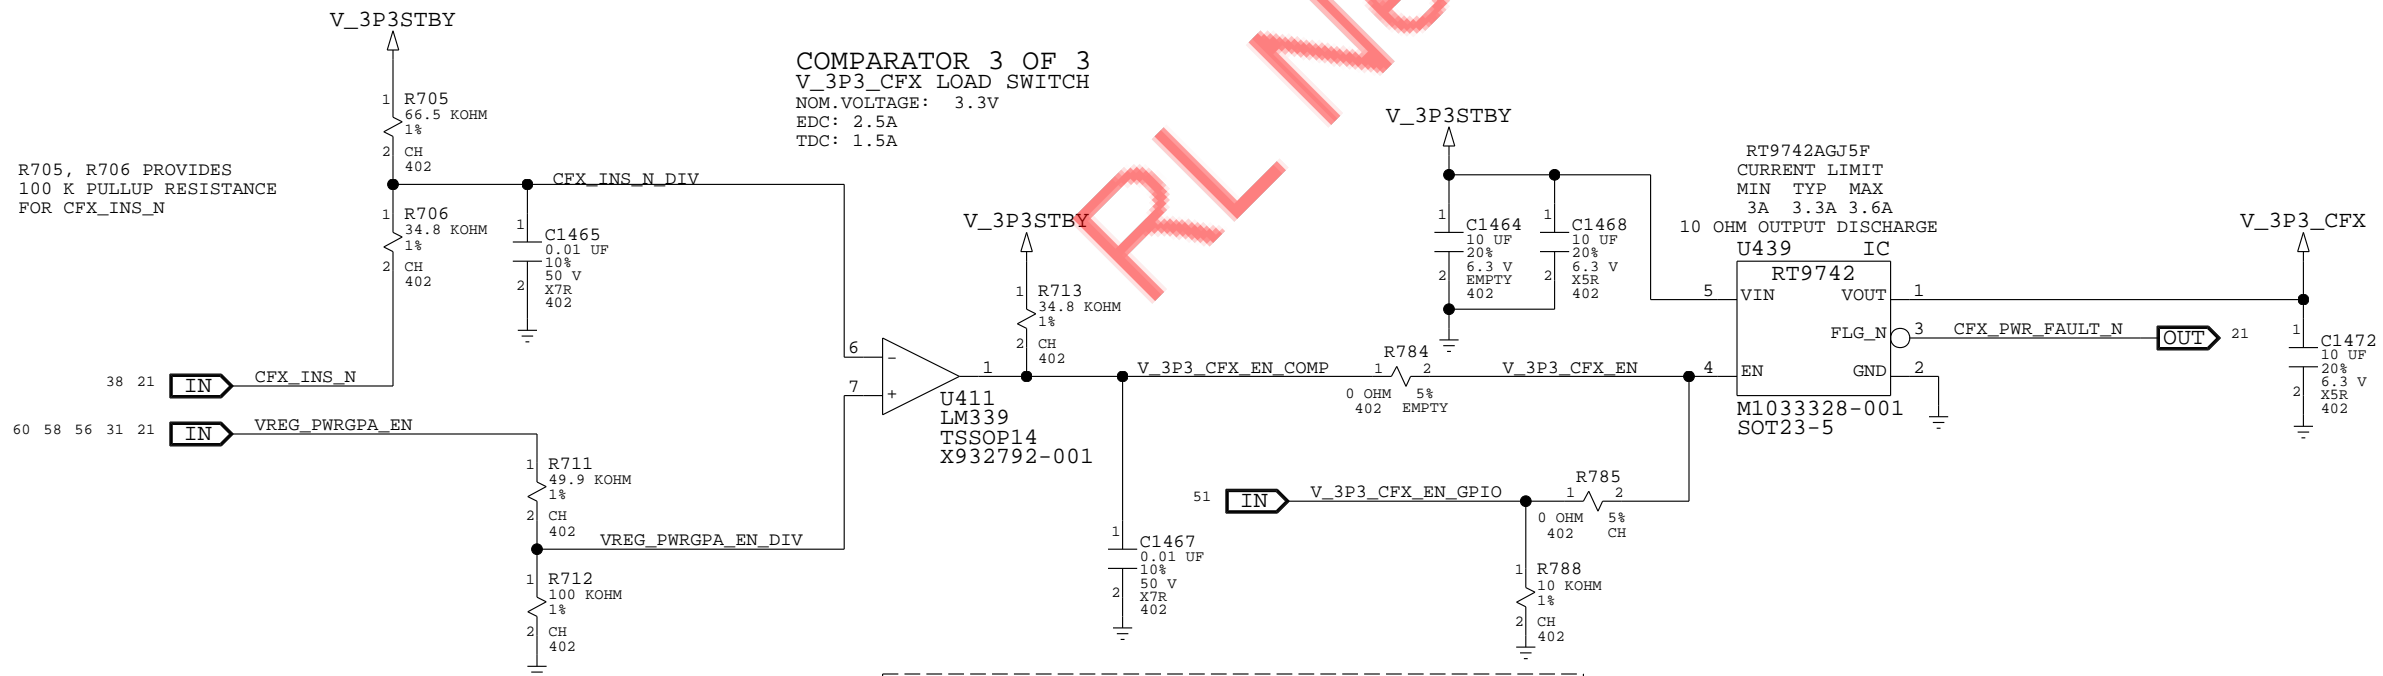 V_3P3STBY
1 R705
66.5 KOHM
1%
2 CH
402
R705, R706 PROVIDES
100 K PULLUP RESISTANCE
FOR CFX_INS_N
CFX_INS_N_DIV
1 R706
34.8 KOHM
1%
2 CH
402
1
C1465
0.01 UF
10%
50 V
2 X7R
402
COMPARATOR 3 OF 3
V_3P3_CFX LOAD SWITCH
NOM.VOLTAGE: 3.3V
EDC: 2.5A
TDC: 1.5A
38 21 IN CFX_INS_N
60 58 56 31 21 IN VREG_PWRGPA_EN
1 R711
49.9 KOHM
1%
2 CH
402
VREG_PWRGPA_EN_DIV
1 R712
100 KOHM
1%
2 CH
402
V_3P3STBY
1 R713
34.8 KOHM
1%
2 CH
402
6 -
7 +
1
U411
LM339
TSSOP14
X932792-001
V_3P3_CFX_EN_COMP
1
C1467
0.01 UF
10%
50 V
2 X7R
402
R784
1 2
0 OHM 5%
402 EMPTY
V_3P3_CFX_EN
51 IN V_3P3_CFX_EN_GPIO
R785
1 2
0 OHM 5%
402 CH
1 R788
10 KOHM
1%
2 CH
402
V_3P3STBY
1
C1464
10 UF
20%
6.3 V
2 EMPTY
402
1
C1468
10 UF
20%
6.3 V
2 X5R
402
RT9742AGJ5F
CURRENT LIMIT
MIN TYP MAX
3A 3.3A 3.6A
10 OHM OUTPUT DISCHARGE
U439 IC
RT9742
5 VIN VOUT 1
FLG_N 3 CFX_PWR_FAULT_N OUT 21
4 EN GND 2
M1033328-001
SOT23-5
V_3P3_CFX
1
C1472
10 UF
20%
6.3 V
2 X5R
402
RL Ne